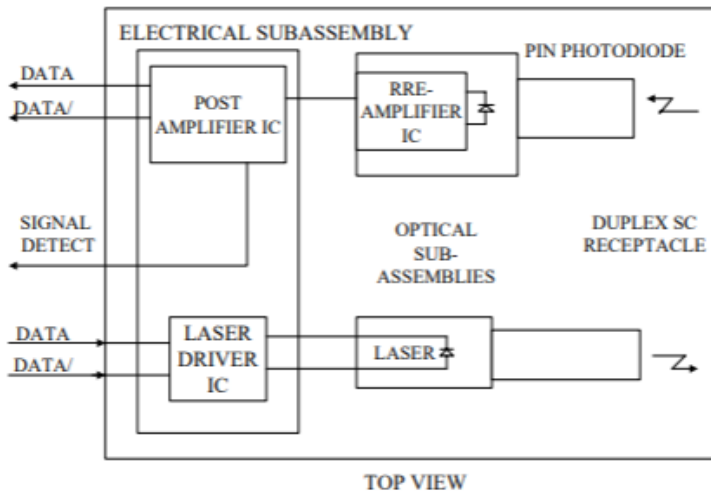 ELECTRICAL SUBASSEMBLY
DATA
DATA/
POST
AMPLIFIER IC
RRE-
AMPLIFIER
IC
PIN PHOTODIODE
SIGNAL
DETECT
OPTICAL
SUB-
ASSEMBLIES
DUPLEX SC
RECEPTACLE
DATA
DATA/
LASER
DRIVER
IC
LASER
TOP VIEW